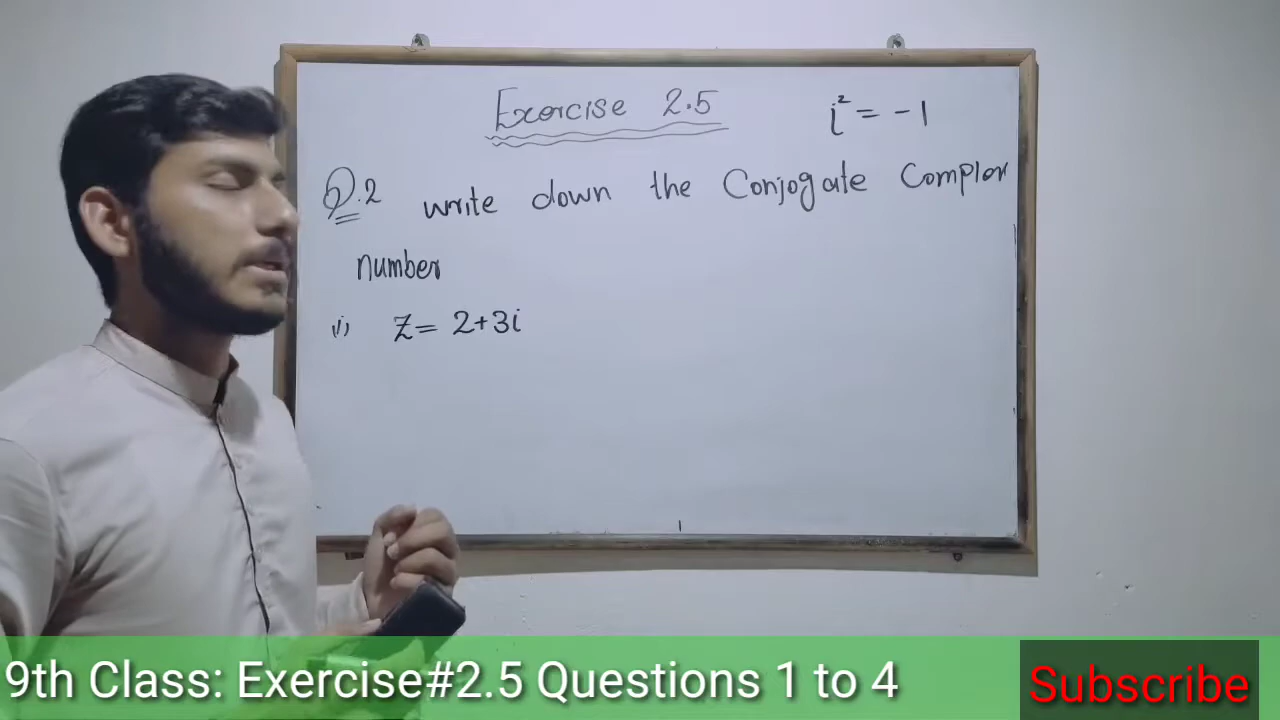 Exercise 2.5
i² = -1
Q.2 write down the Conjogate Complex
number
(i) Z = 2+3i
9th Class: Exercise#2.5 Questions 1 to 4
Subscribe